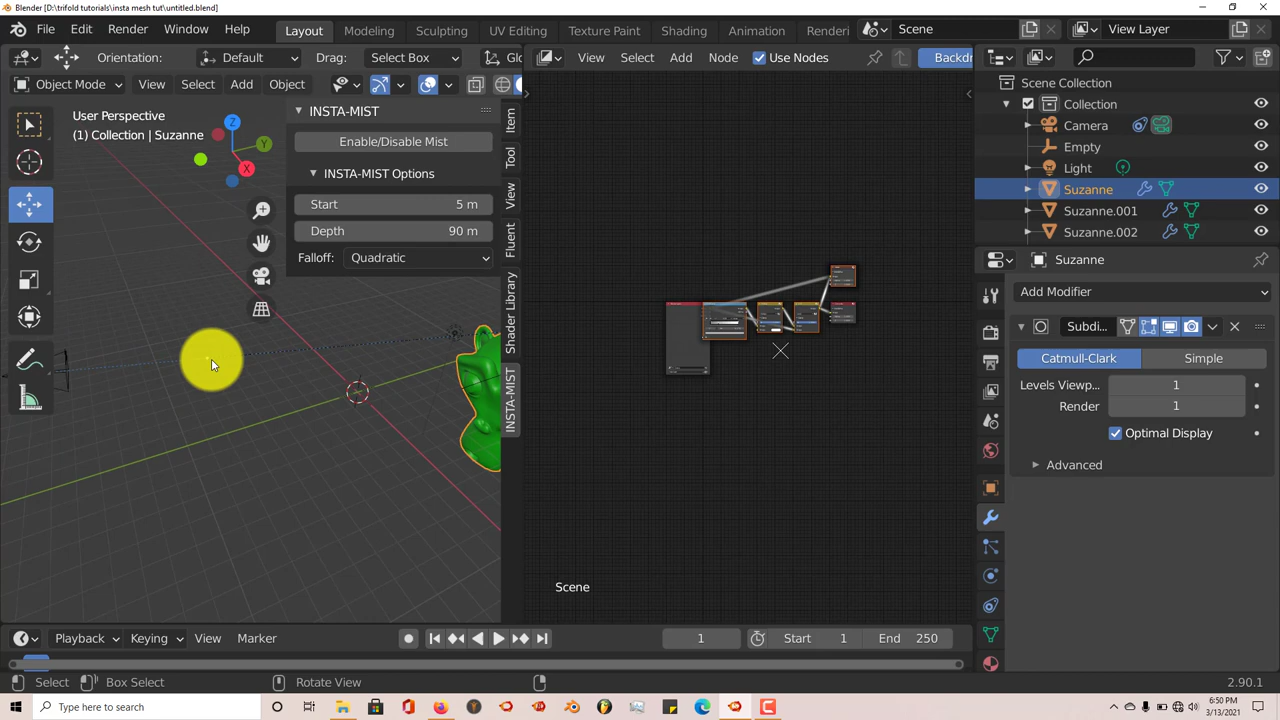 Blender [D:\trifold tutorials\insta mesh tut\untitled.blend]
File Edit Render Window Help Layout Modeling Sculpting UV Editing Texture Paint Shading Animation Renderi Scene View Layer
Orientation: Default Drag: Select Box View Select Add Node Use Nodes Backdr
Object Mode View Select Add Object Gl
Scene Collection
User Perspective
(1) Collection | Suzanne
INSTA-MIST
Enable/Disable Mist
INSTA-MIST Options
Start 5 m
Depth 90 m
Falloff: Quadratic
Z
Y
X
Item
Tool
View
Fluent
Shader Library
INSTA-MIST
Scene
Collection
Camera
Empty
Light
Suzanne
Suzanne.001
Suzanne.002
Suzanne
Add Modifier
Subdi...
Catmull-Clark Simple
Levels Viewp... 1
Render 1
Optimal Display
Advanced
Playback Keying View Marker 1 Start 1 End 250
Select Box Select Rotate View 2.90.1
Type here to search
6:50 PM
3/13/2021